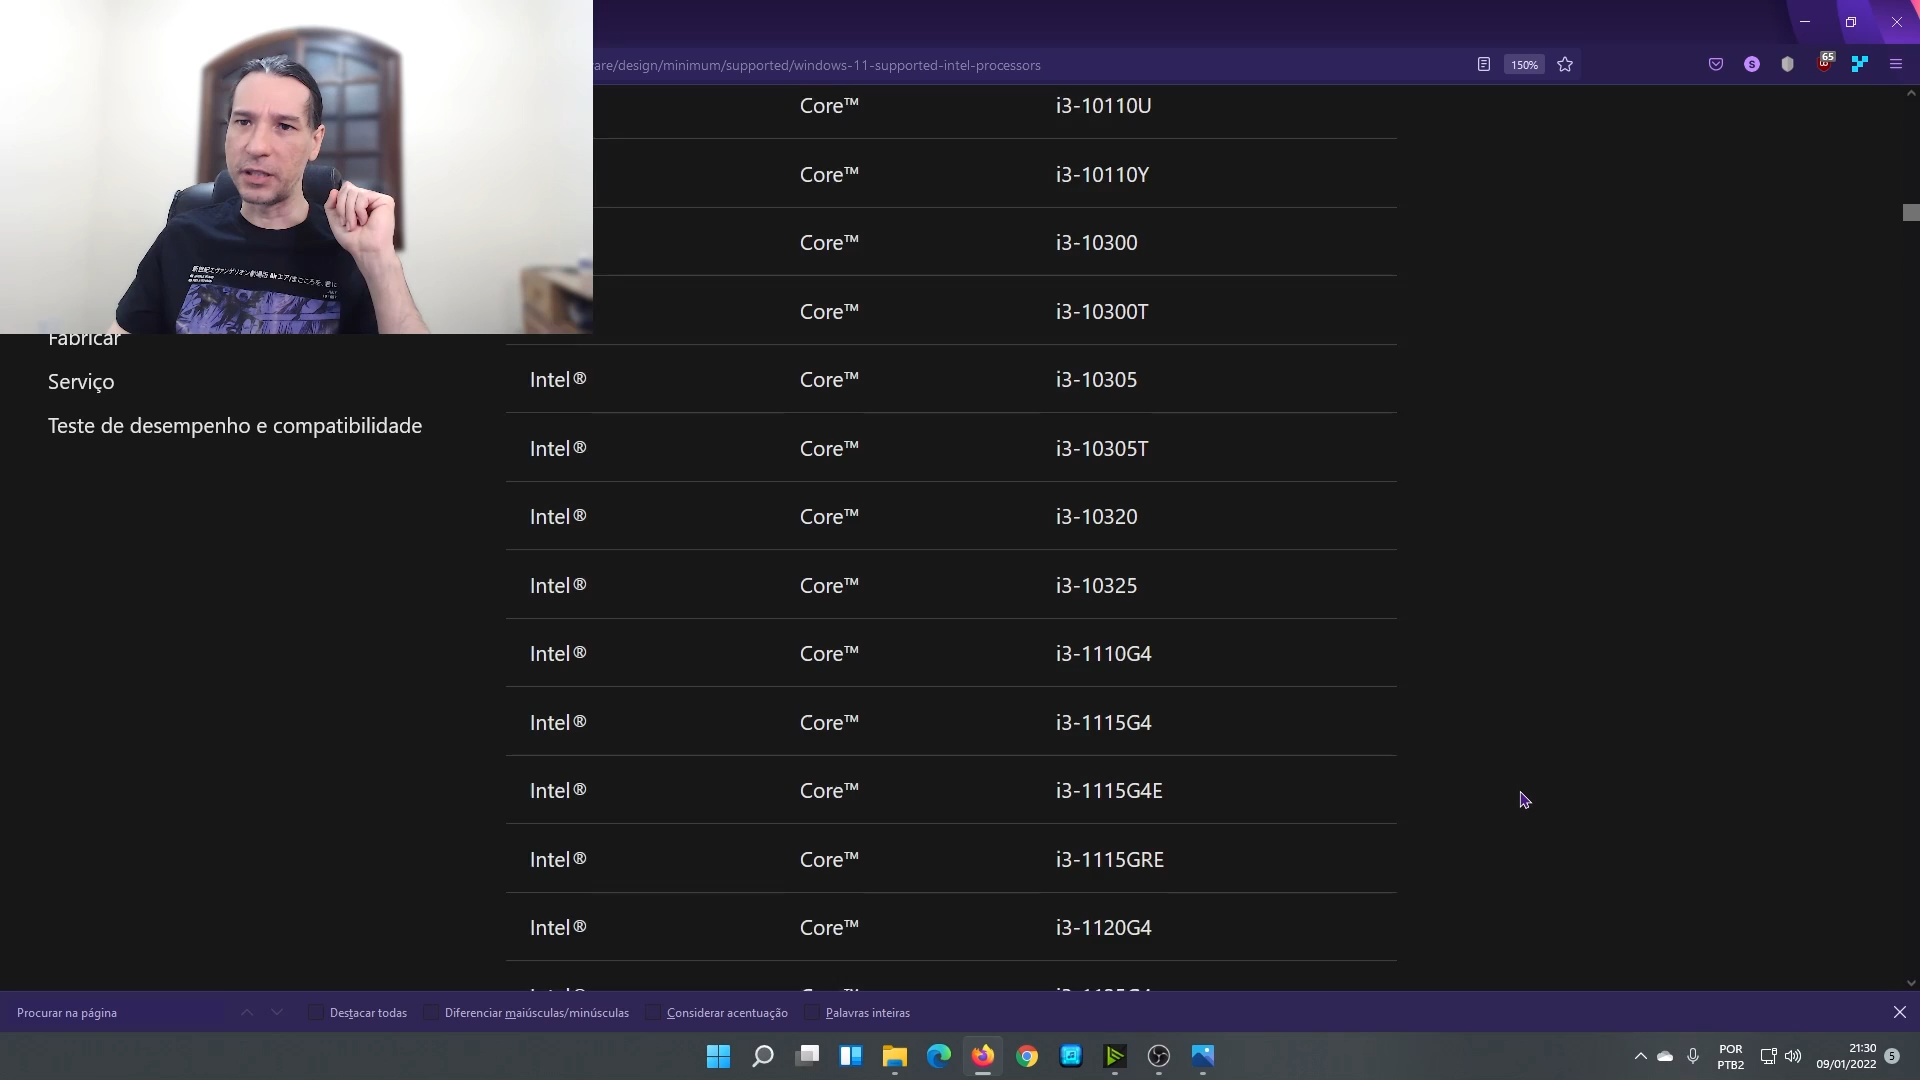 are/design/minimum/supported/windows-11-supported-intel-processors
150%
65
Core™ i3-10110U
Core™ i3-10110Y
Core™ i3-10300
Core™ i3-10300T
Fabricar
Serviço
Teste de desempenho e compatibilidade
Intel® Core™ i3-10305
Intel® Core™ i3-10305T
Intel® Core™ i3-10320
Intel® Core™ i3-10325
Intel® Core™ i3-1110G4
Intel® Core™ i3-1115G4
Intel® Core™ i3-1115G4E
Intel® Core™ i3-1115GRE
Intel® Core™ i3-1120G4
Procurar na página Destacar todas Diferenciar maiúsculas/minúsculas Considerar acentuação Palavras inteiras
POR
PTB2
21:30
09/01/2022
5